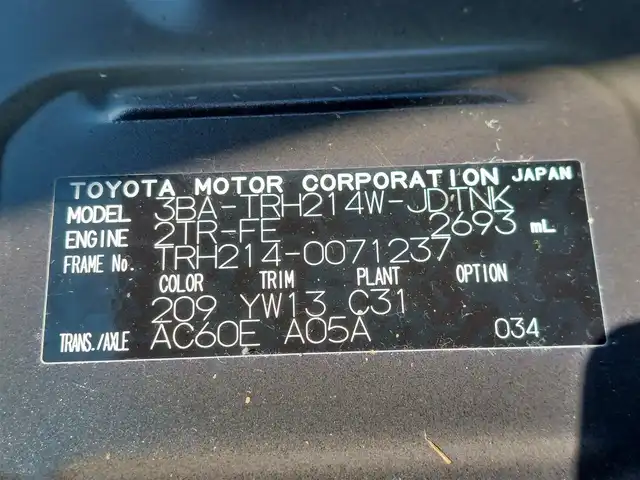 TOYOTA MOTOR CORPORATION JAPAN
MODEL 3BA-TRH214W-JDTNK
ENGINE 2TR-FE 2693 mL
FRAME No. TRH214-0071237
COLOR TRIM PLANT OPTION
209 YW13 C31
TRANS./AXLE AC60E A05A 034